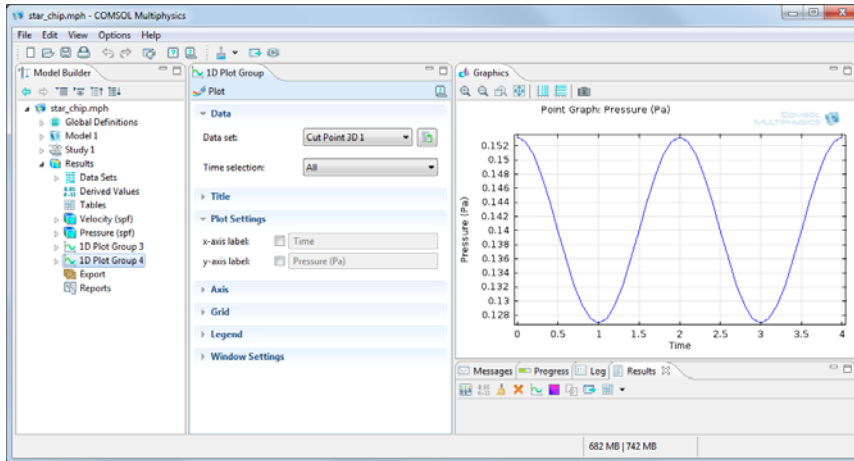 star_chip.mph - COMSOL Multiphysics
File Edit View Options Help
Model Builder
star_chip.mph
Global Definitions
Model 1
Study 1
Results
Data Sets
Derived Values
Tables
Velocity (spf)
Pressure (spf)
1D Plot Group 3
1D Plot Group 4
Export
Reports
1D Plot Group
Plot
Data
Data set: Cut Point 3D 1
Time selection: All
Title
Plot Settings
x-axis label: Time
y-axis label: Pressure (Pa)
Axis
Grid
Legend
Window Settings
Graphics
Point Graph: Pressure (Pa)
COMSOL
MULTIPHYSICS
Pressure (Pa)
0.152
0.15
0.148
0.146
0.144
0.142
0.14
0.138
0.136
0.134
0.132
0.13
0.128
0 0.5 1 1.5 2 2.5 3 3.5 4
Time
Messages Progress Log Results
682 MB | 742 MB